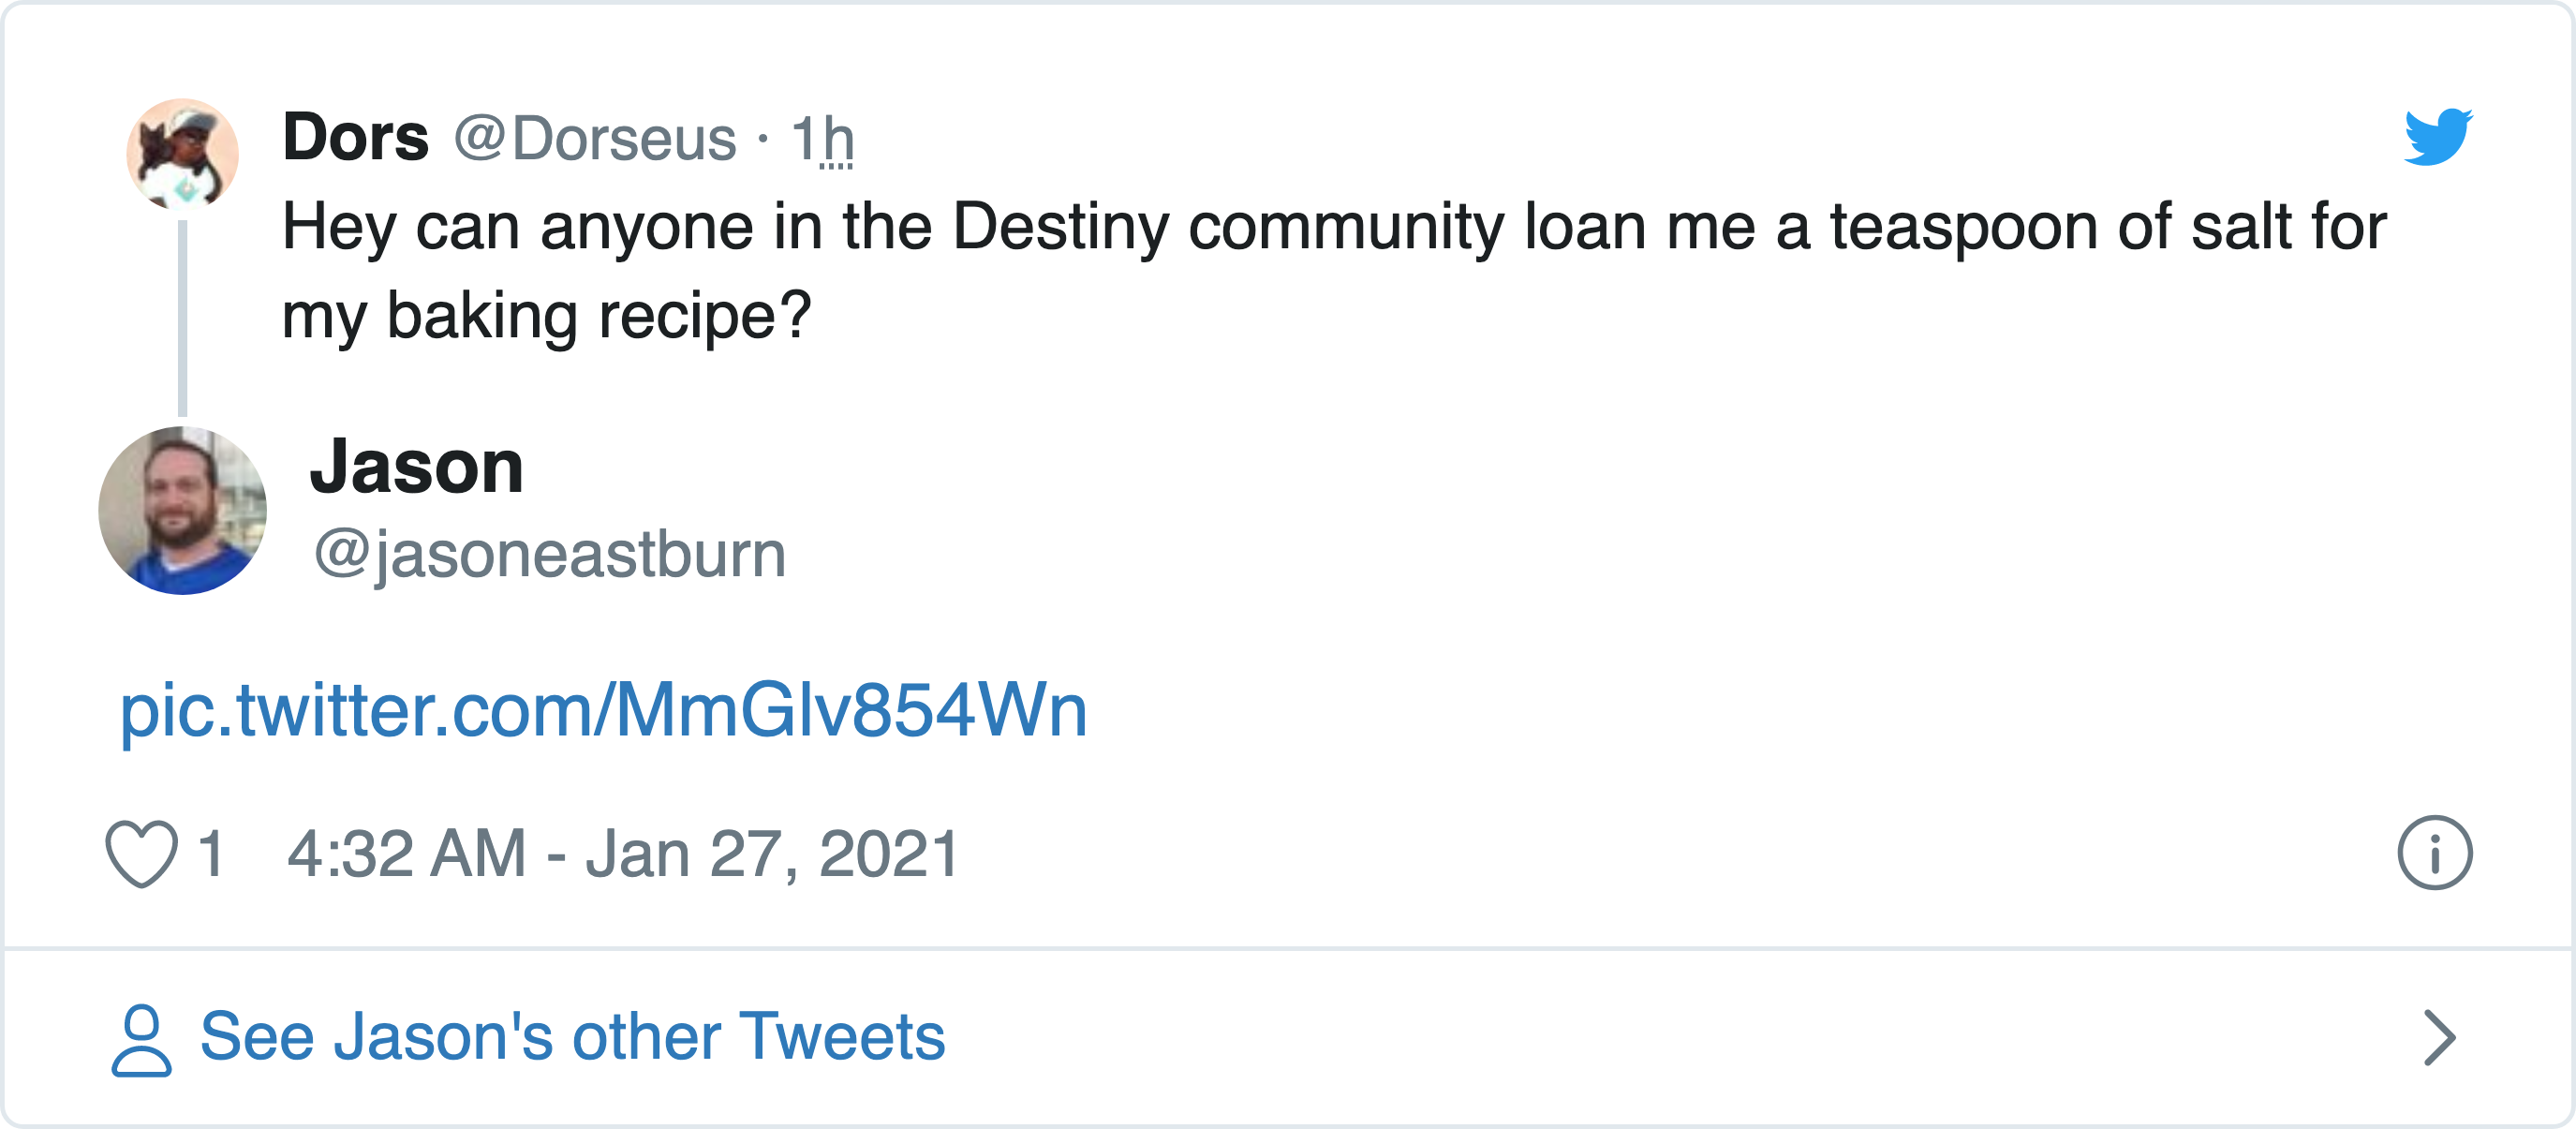 Dors @Dorseus · 1h
Hey can anyone in the Destiny community loan me a teaspoon of salt for
my baking recipe?
Jason
@jasoneastburn
pic.twitter.com/MmGlv854Wn
1 4:32 AM - Jan 27, 2021
See Jason's other Tweets